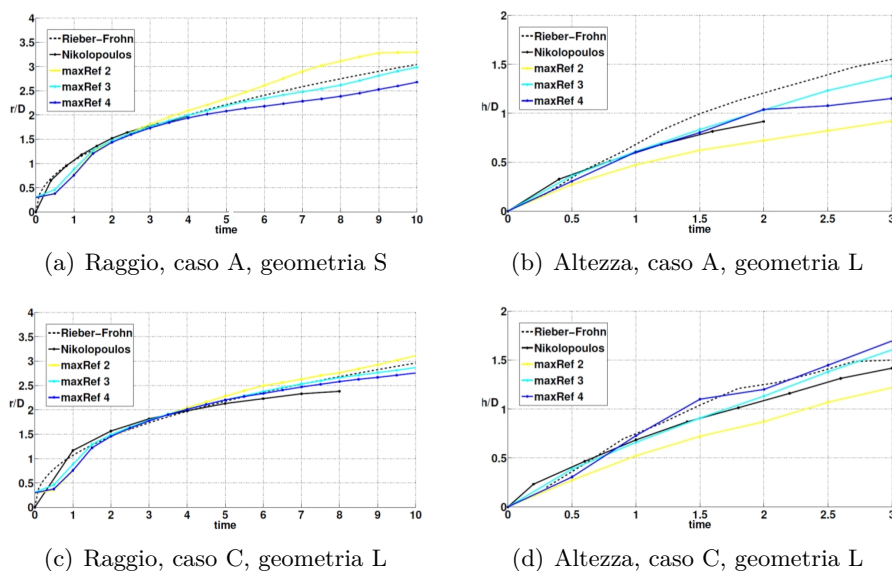 4
3.5
3
2.5
r/D
2
1.5
1
0.5
0
Rieber−Frohn
Nikolopoulos
maxRef 2
maxRef 3
maxRef 4
0 1 2 3 4 5 6 7 8 9 10
time
(a) Raggio, caso A, geometria S
2
1.5
h/D
1
0.5
0
Rieber−Frohn
Nikolopoulos
maxRef 2
maxRef 3
maxRef 4
0 0.5 1 1.5 2 2.5 3
time
(b) Altezza, caso A, geometria L
4
3.5
3
2.5
r/D
2
1.5
1
0.5
0
Rieber−Frohn
Nikolopoulos
maxRef 2
maxRef 3
maxRef 4
0 1 2 3 4 5 6 7 8 9 10
time
(c) Raggio, caso C, geometria L
2
1.5
h/D
1
0.5
0
Rieber−Frohn
Nikolopoulos
maxRef 2
maxRef 3
maxRef 4
0 0.5 1 1.5 2 2.5 3
time
(d) Altezza, caso C, geometria L